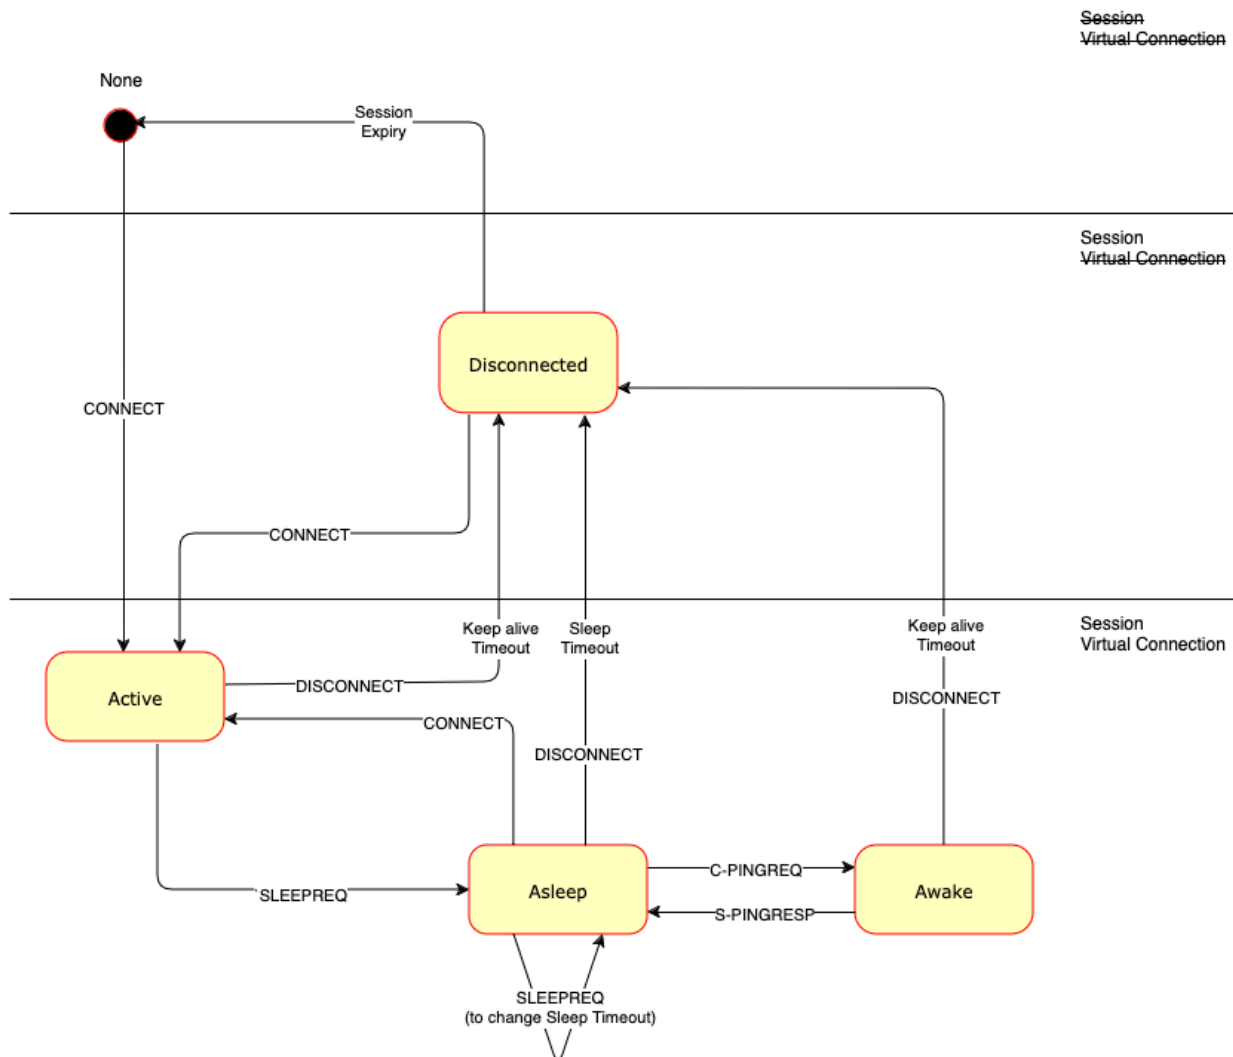 Session
Virtual Connection
None
Session
Expiry
Session
Virtual Connection
Disconnected
CONNECT
CONNECT
Keep alive
Timeout
Sleep
Timeout
Keep alive
Timeout
Session
Virtual Connection
Active
DISCONNECT
DISCONNECT
CONNECT
DISCONNECT
C-PINGREQ
SLEEPREQ
Asleep
Awake
S-PINGRESP
SLEEPREQ
(to change Sleep Timeout)